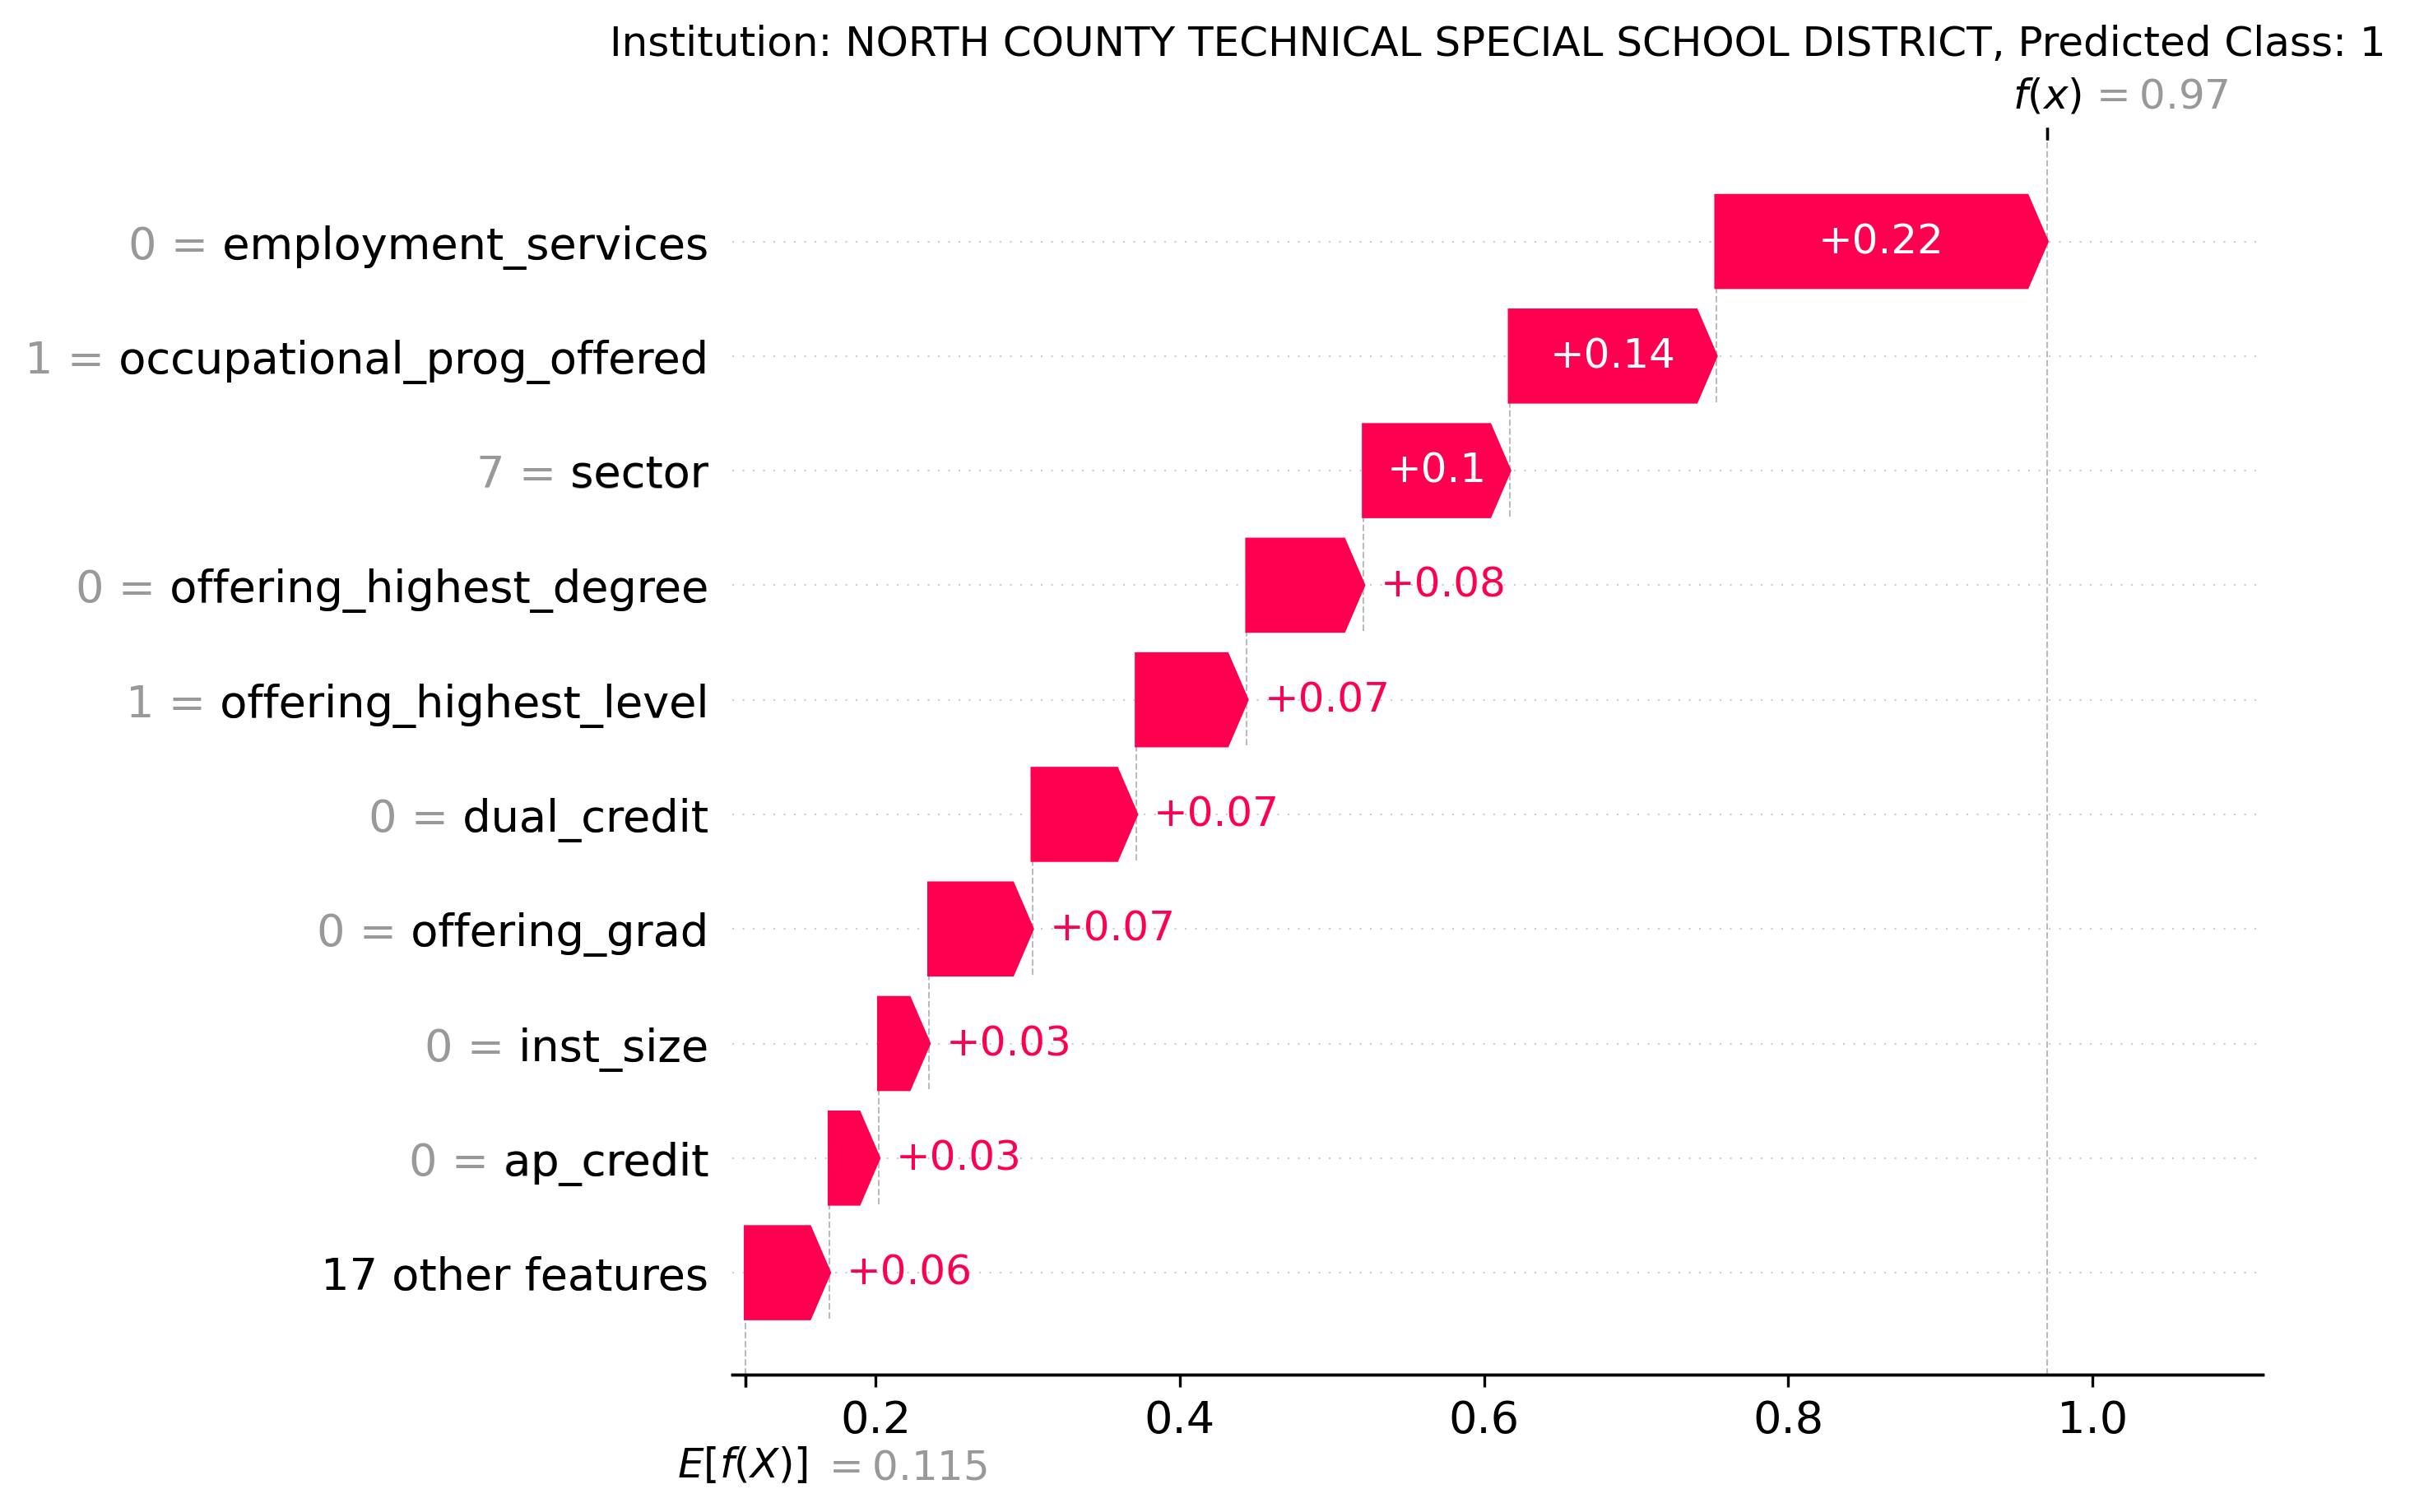 Institution: NORTH COUNTY TECHNICAL SPECIAL SCHOOL DISTRICT, Predicted Class: 1
f(x) = 0.97
0 = employment_services +0.22
1 = occupational_prog_offered +0.14
7 = sector +0.1
0 = offering_highest_degree +0.08
1 = offering_highest_level +0.07
0 = dual_credit +0.07
0 = offering_grad +0.07
0 = inst_size +0.03
0 = ap_credit +0.03
17 other features +0.06
0.2 0.4 0.6 0.8 1.0
E[f(X)] = 0.115